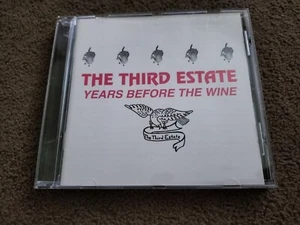 THE THIRD ESTATE
YEARS BEFORE THE WINE
The Third Estate